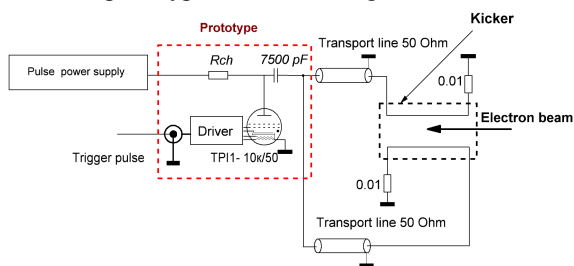 Kicker
Prototype
Transport line 50 Ohm
Rch
7500 pF
Pulse power supply
0.01
Electron beam
Driver
Trigger pulse
TPI1- 10к/50
0.01
Transport line 50 Ohm